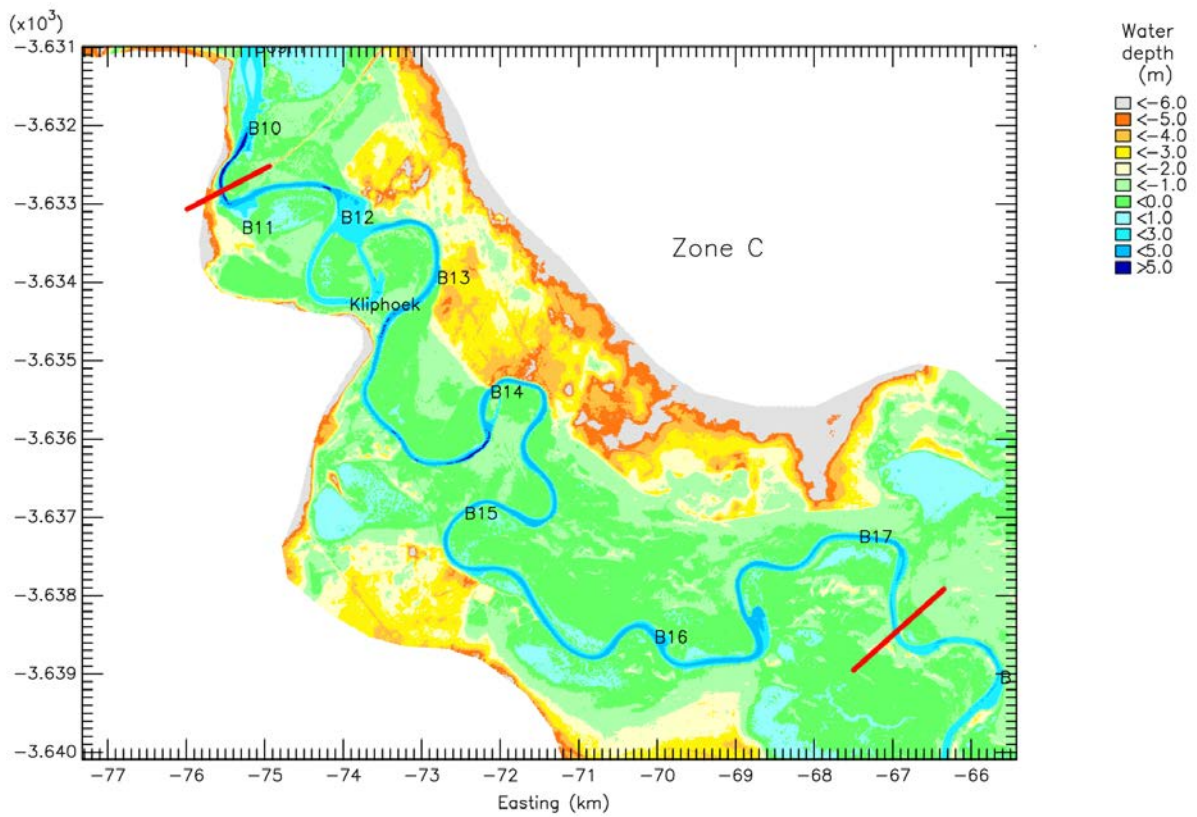 (x10³)
Water
depth
(m)
<-6.0
<-5.0
<-4.0
<-3.0
<-2.0
<-1.0
<0.0
<1.0
<3.0
<5.0
>5.0
-3.631
-3.632
-3.633
-3.634
-3.635
-3.636
-3.637
-3.638
-3.639
-3.640
B10
B11
B12
Zone C
B13
Kliphoek
B14
B15
B17
B16
B
-77 -76 -75 -74 -73 -72 -71 -70 -69 -68 -67 -66
Easting (km)